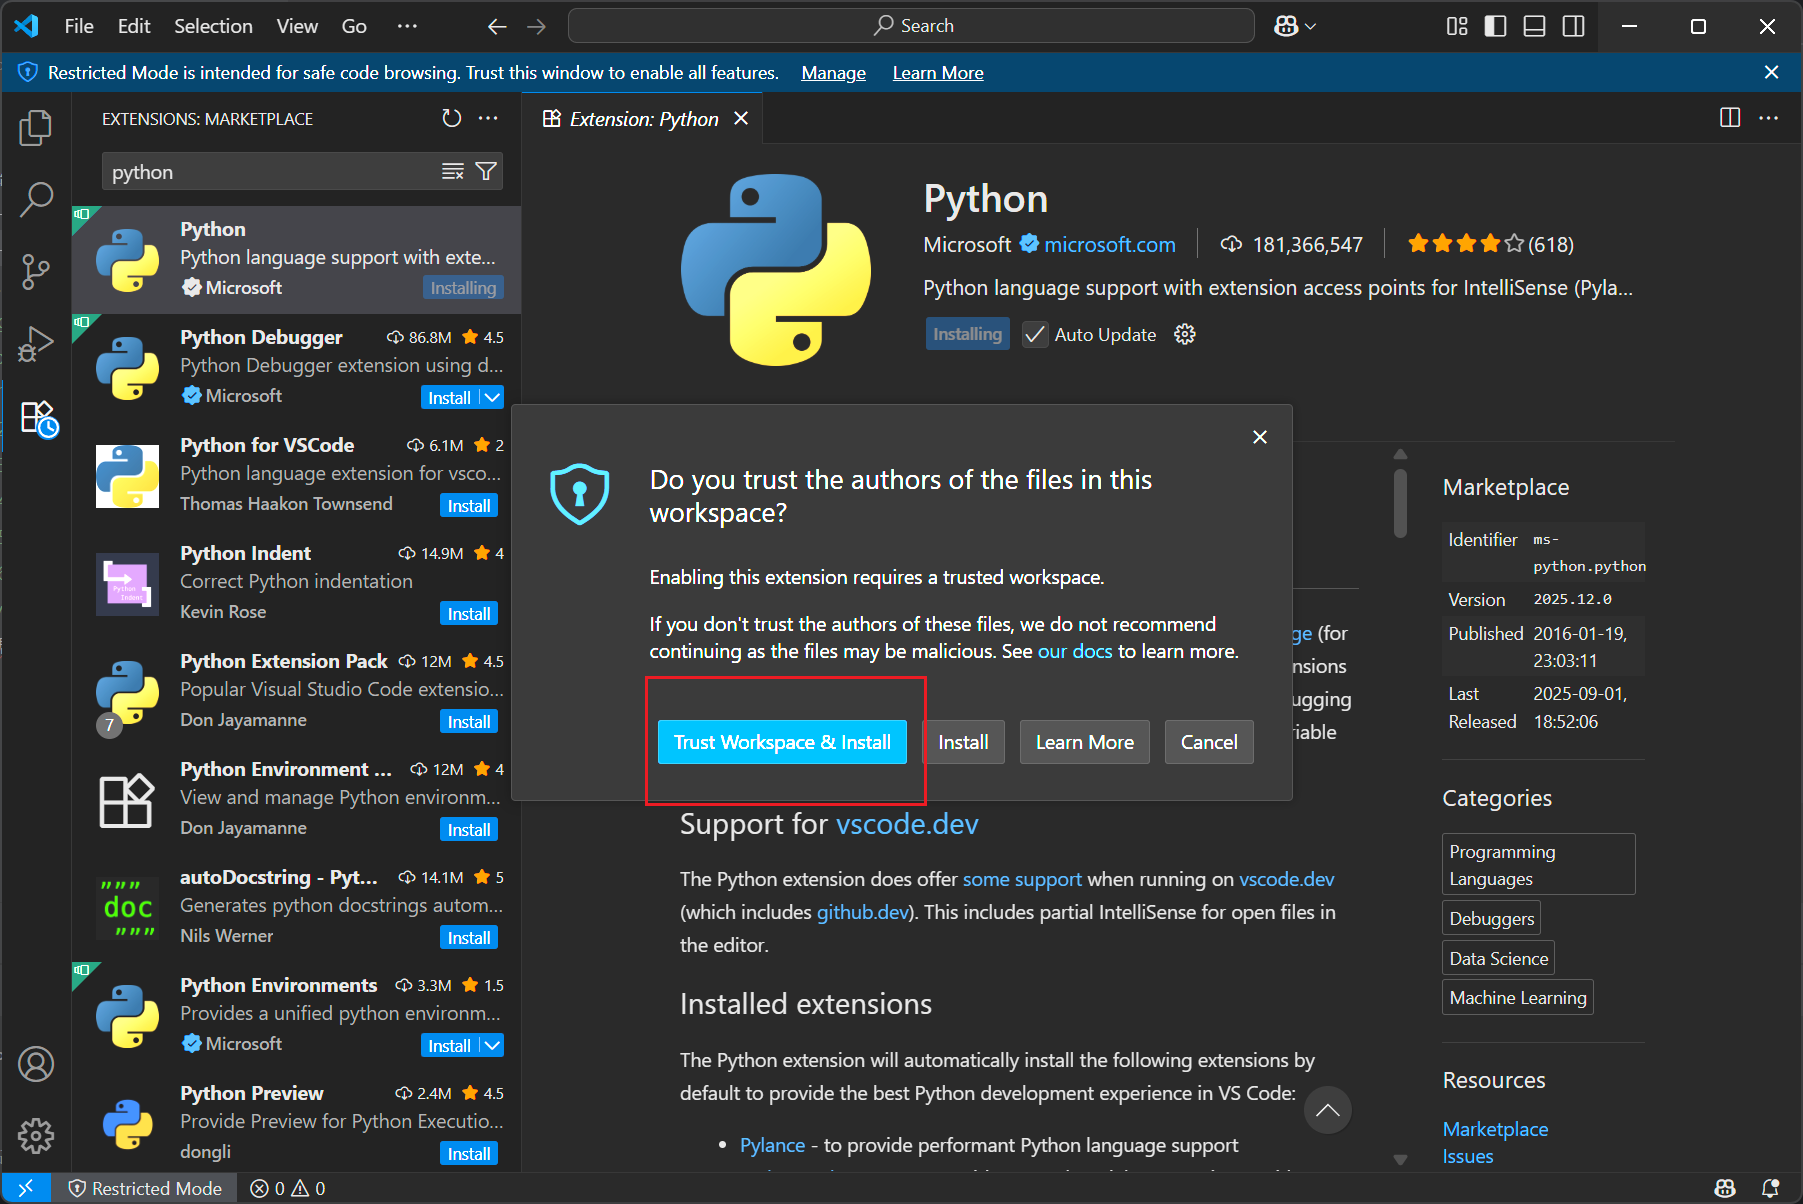 File Edit Selection View Go ··· Search
Restricted Mode is intended for safe code browsing. Trust this window to enable all features. Manage Learn More
EXTENSIONS: MARKETPLACE
python
Python
Python language support with exte...
Microsoft Installing
Python Debugger 86.8M 4.5
Python Debugger extension using d...
Microsoft Install
Python for VSCode 6.1M 2
Python language extension for vsco...
Thomas Haakon Townsend Install
Python Indent 14.9M 4
Correct Python indentation
Kevin Rose Install
Python
Indent
Python Extension Pack 12M 4.5
Popular Visual Studio Code extensio...
7 Don Jayamanne Install
Python Environment ... 12M 4
View and manage Python environm...
Don Jayamanne Install
autoDocstring - Pyt... 14.1M 5
Generates python docstrings autom...
Nils Werner Install
"""
doc
"""
Python Environments 3.3M 1.5
Provides a unified python environm...
Microsoft Install
Python Preview 2.4M 4.5
Provide Preview for Python Executio...
dongli Install
Extension: Python
Python
Microsoft microsoft.com 181,366,547 (618)
Python language support with extension access points for IntelliSense (Pyla...
Installing Auto Update
Do you trust the authors of the files in this
workspace?
Enabling this extension requires a trusted workspace.
If you don't trust the authors of these files, we do not recommend
continuing as the files may be malicious. See our docs to learn more.
Trust Workspace & Install Install Learn More Cancel
ge (for
nsions
ugging
iable
Support for vscode.dev
The Python extension does offer some support when running on vscode.dev
(which includes github.dev). This includes partial IntelliSense for open files in
the editor.
Installed extensions
The Python extension will automatically install the following extensions by
default to provide the best Python development experience in VS Code:
• Pylance - to provide performant Python language support
Marketplace
Identifier ms-
python.python
Version 2025.12.0
Published 2016-01-19,
23:03:11
Last 2025-09-01,
Released 18:52:06
Categories
Programming
Languages
Debuggers
Data Science
Machine Learning
Resources
Marketplace
Issues
Restricted Mode 0 0